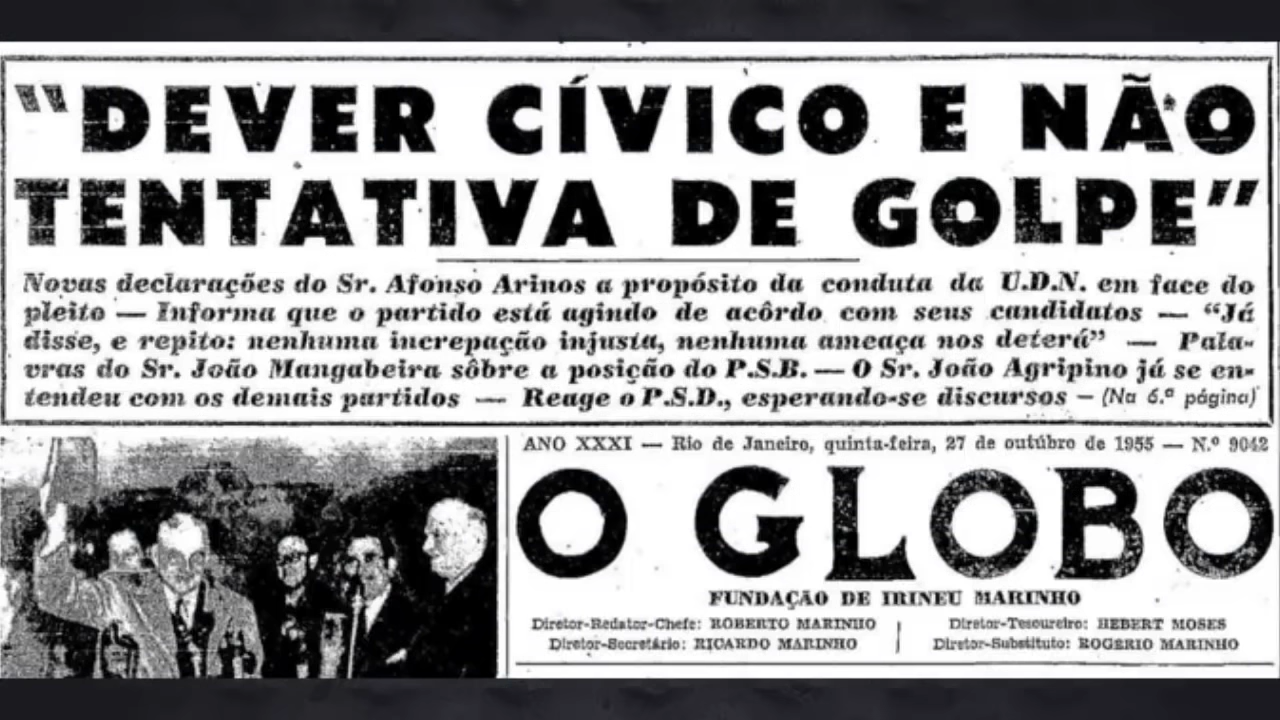 “DEVER CÍVICO E NÃO
TENTATIVA DE GOLPE”
Novas declarações do Sr. Afonso Arinos a propósito da conduta da U.D.N. em face do
pleito — Informa que o partido está agindo de acôrdo com seus candidatos — “Já
disse, e repito: nenhuma increpação injusta, nenhuma ameaça nos deterá” — Pala-
vras do Sr. João Mangabeira sôbre a posição do P.S.B. — O Sr. João Agripino já se en-
tendeu com os demais partidos — Reage o P.S.D., esperando-se discursos — (Na 6.ª página)
ANO XXXI — Rio de Janeiro, quinta-feira, 27 de outúbro de 1955 — N.º 9042
O GLOBO
FUNDAÇÃO DE IRINEU MARINHO
Diretor-Redator-Chefe: ROBERTO MARINHO
Diretor-Secretário: RICARDO MARINHO
Diretor-Tesoureiro: HEBERT MOSES
Diretor-Substituto: ROGERIO MARINHO